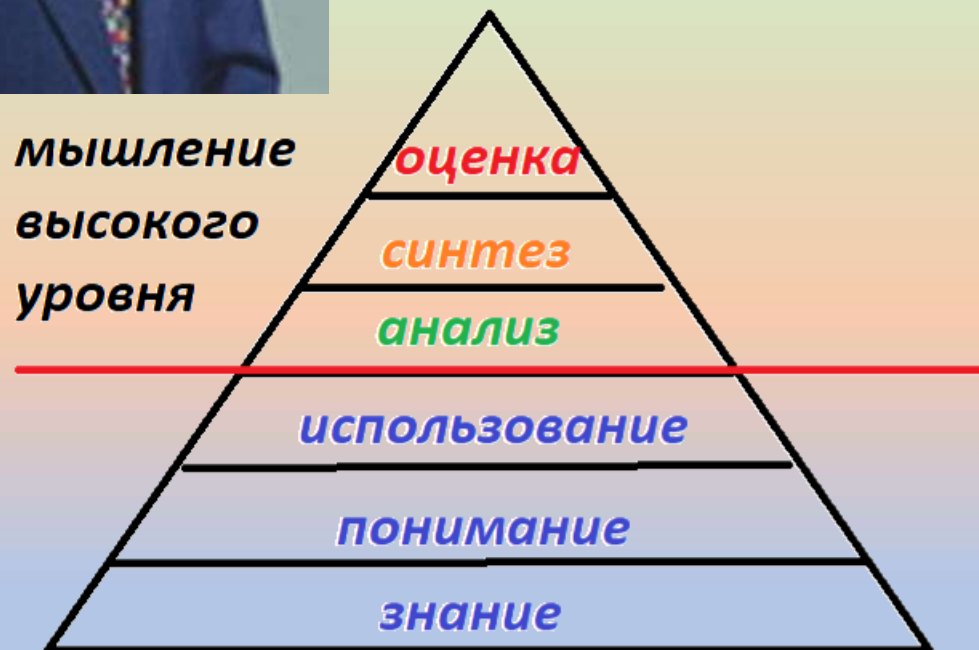 мышление
высокого
уровня
оценка
синтез
анализ
использование
понимание
знание